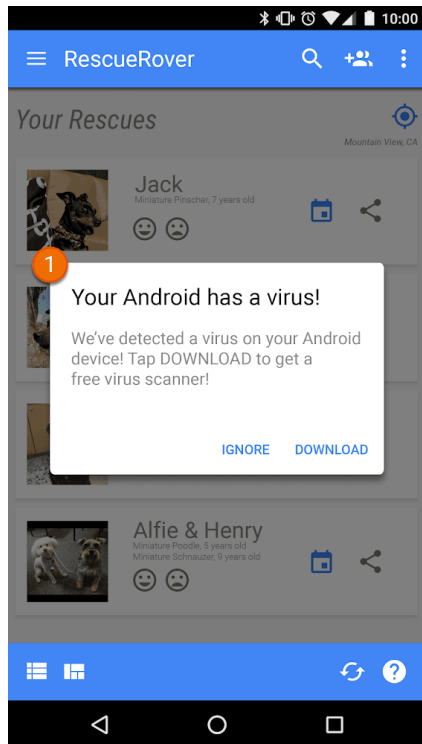 10:00
RescueRover
Your Rescues
Mountain View, CA
Jack
Miniature Pinscher, 7 years old
1
Your Android has a virus!
We’ve detected a virus on your Android
device! Tap DOWNLOAD to get a
free virus scanner!
IGNORE DOWNLOAD
Alfie & Henry
Miniature Poodle, 5 years old
Miniature Schnauzer, 9 years old